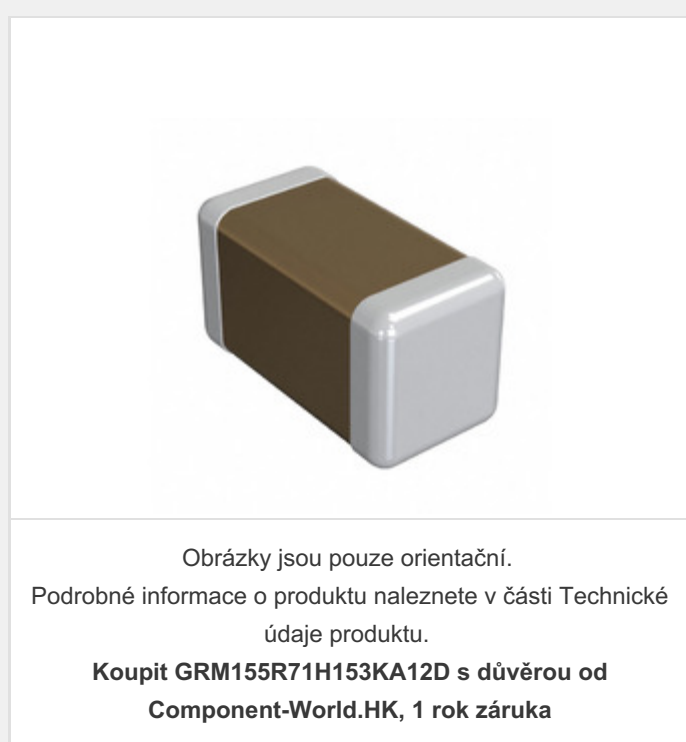 Obrázky jsou pouze orientační.
Podrobné informace o produktu naleznete v části Technické
údaje produktu.
Koupit GRM155R71H153KA12D s důvěrou od
Component-World.HK, 1 rok záruka